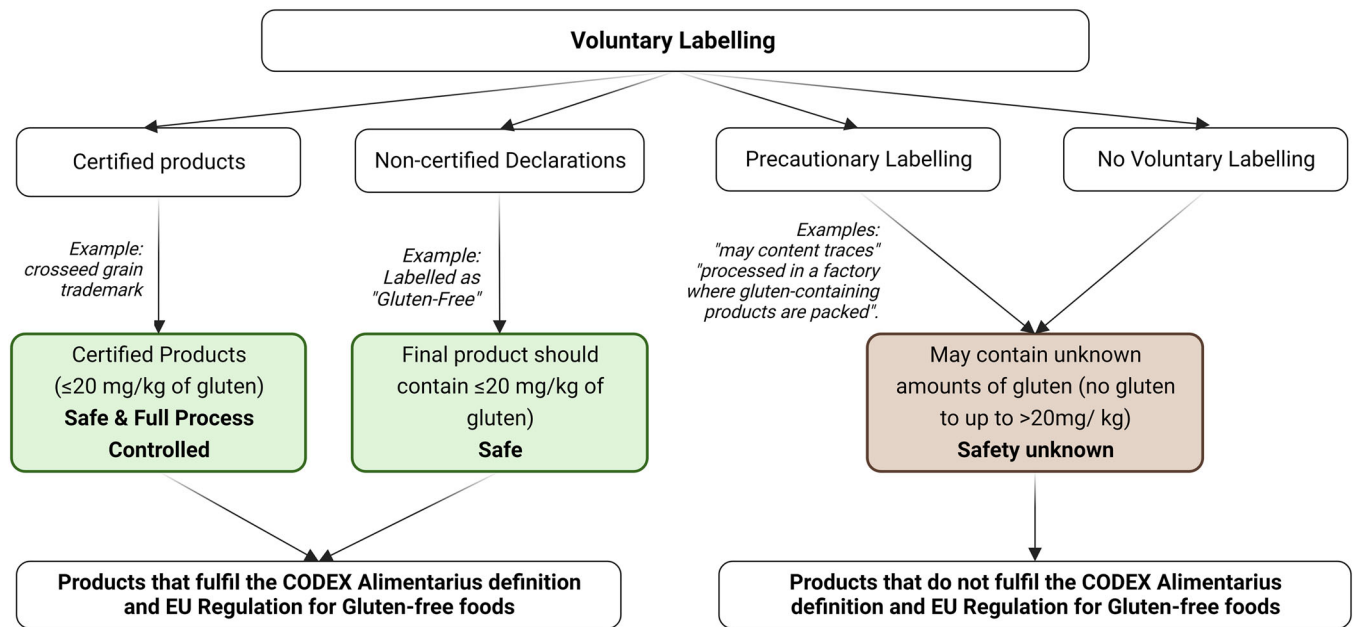 Voluntary Labelling
Certified products
Non-certified Declarations
Precautionary Labelling
No Voluntary Labelling
Example:
crosseed grain
trademark
Example:
Labelled as
"Gluten-Free"
Examples:
"may content traces"
"processed in a factory
where gluten-containing
products are packed".
Certified Products
(≤20 mg/kg of gluten)
Safe & Full Process
Controlled
Final product should
contain ≤20 mg/kg of
gluten)
Safe
May contain unknown
amounts of gluten (no gluten
to up to >20mg/ kg)
Safety unknown
Products that fulfil the CODEX Alimentarius definition
and EU Regulation for Gluten-free foods
Products that do not fulfil the CODEX Alimentarius
definition and EU Regulation for Gluten-free foods